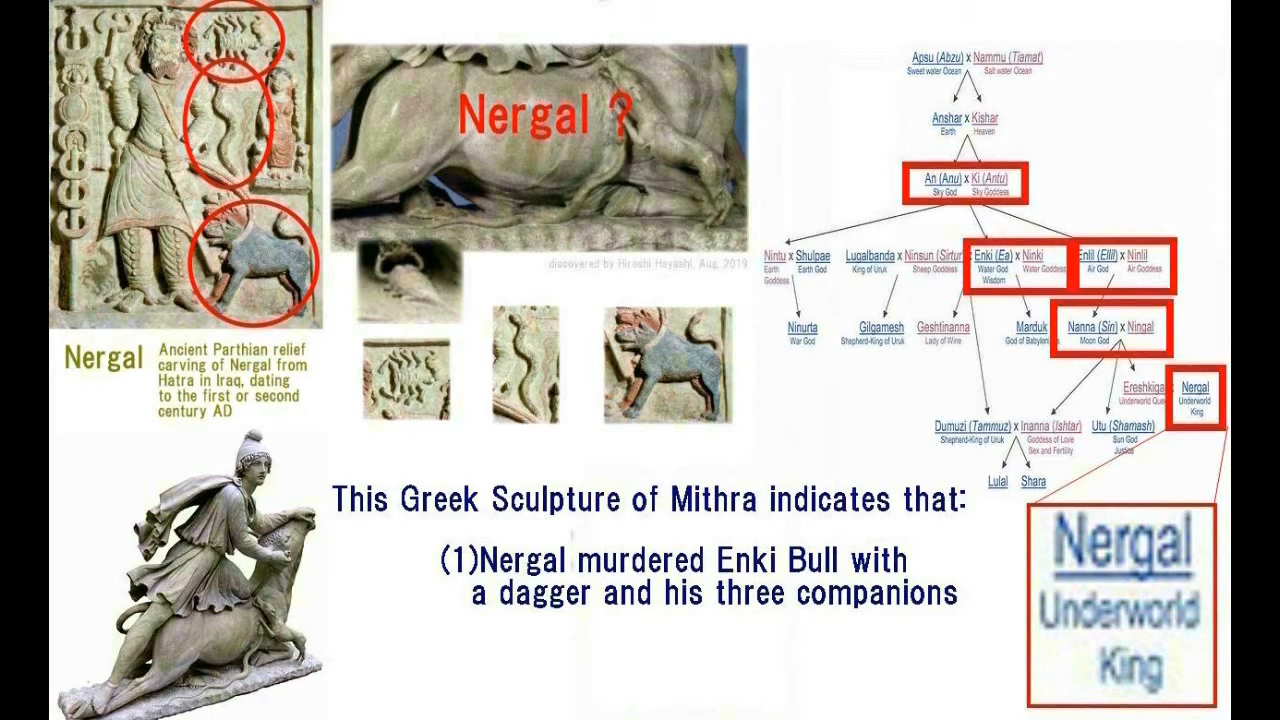 Nergal ?
discovered by Hiroshi Hayashi, Aug. 2019
Nergal
Ancient Parthian relief
carving of Nergal from
Hatra in Iraq, dating
to the first or second
century AD
Apsu (Abzu) x Nammu (Tiamat)
Sweet water Ocean Salt water Ocean
Anshar x Kishar
Earth Heaven
An (Anu) x Ki (Antu)
Sky God Sky Goddess
Nintu x Shulpae Lugalbanda x Ninsun (Sirtur Enki (Ea) x Ninki Enlil (Ellil) x Ninlil
Earth Earth God King of Uruk Sheep Goddess Water God Water Goddess Air God Air Goddess
Goddess Wisdom
Ninurta Gilgamesh Geshtinanna Marduk Nanna (Sin) x Ningal
War God Shepherd-King of Uruk Lady of Wine God of Babylonia Moon God
Ereshkiga Nergal
Underworld Que Underworld
King
Dumuzi (Tammuz) x Inanna (Ishtar) Utu (Shamash)
Shepherd-King of Uruk Goddess of Love Sun God
Sex and Fertility Justice
Lulal Shara
This Greek Sculpture of Mithra indicates that:
(1)Nergal murdered Enki Bull with
a dagger and his three companions
Nergal
Underworld
King